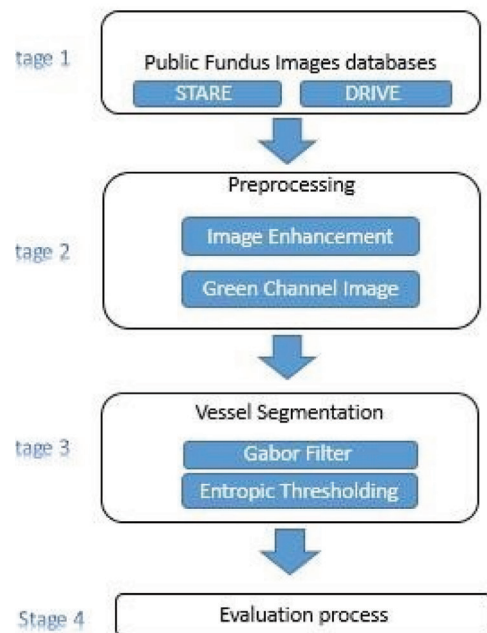 tage 1
Public Fundus Images databases
STARE DRIVE
Preprocessing
tage 2
Image Enhancement
Green Channel Image
Vessel Segmentation
tage 3
Gabor Filter
Entropic Thresholding
Stage 4
Evaluation process